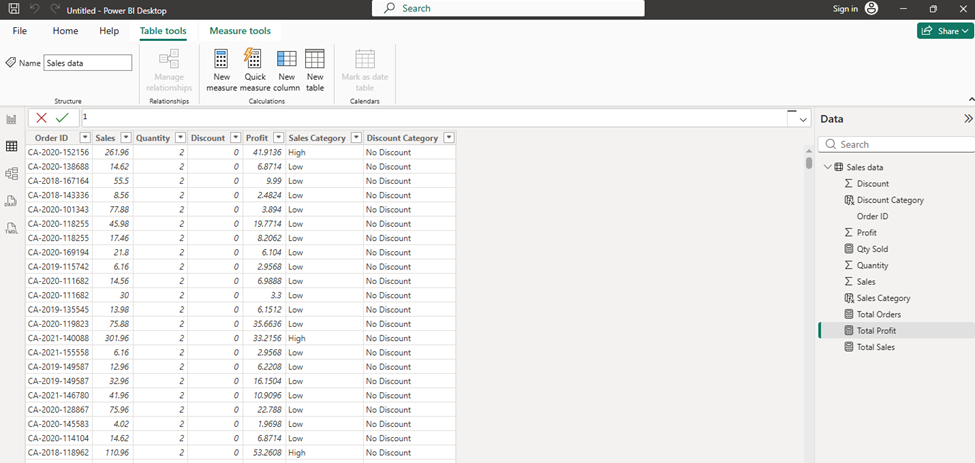 Untitled - Power BI Desktop
Search
Sign in
File Home Help Table tools Measure tools
Share
Name Sales data
Manage relationships
New measure
Quick measure
New column
New table
Mark as date table
Structure Relationships Calculations Calendars
1
Order ID Sales Quantity Discount Profit Sales Category Discount Category
CA-2020-152156 261.96 2 0 41.9136 High No Discount
CA-2020-138688 14.62 2 0 6.8714 Low No Discount
CA-2018-167164 55.5 2 0 9.99 Low No Discount
CA-2018-143336 8.56 2 0 2.4824 Low No Discount
CA-2020-101343 77.88 2 0 3.894 Low No Discount
CA-2020-118255 45.98 2 0 19.7714 Low No Discount
CA-2020-118255 17.46 2 0 8.2062 Low No Discount
CA-2020-169194 21.8 2 0 6.104 Low No Discount
CA-2019-115742 6.16 2 0 2.9568 Low No Discount
CA-2020-111682 14.56 2 0 6.9888 Low No Discount
CA-2020-111682 30 2 0 3.3 Low No Discount
CA-2019-135545 13.98 2 0 6.1512 Low No Discount
CA-2020-119823 75.88 2 0 35.6636 Low No Discount
CA-2021-140088 301.96 2 0 33.2156 High No Discount
CA-2021-155558 6.16 2 0 2.9568 Low No Discount
CA-2019-149587 12.96 2 0 6.2208 Low No Discount
CA-2019-149587 32.96 2 0 16.1504 Low No Discount
CA-2021-146780 41.96 2 0 10.9096 Low No Discount
CA-2020-128867 75.96 2 0 22.788 Low No Discount
CA-2020-145583 4.02 2 0 1.9698 Low No Discount
CA-2020-114104 14.62 2 0 6.8714 Low No Discount
CA-2018-118962 110.96 2 0 53.2608 High No Discount
Data
Search
Sales data
Discount
Discount Category
Order ID
Profit
Qty Sold
Quantity
Sales
Sales Category
Total Orders
Total Profit
Total Sales